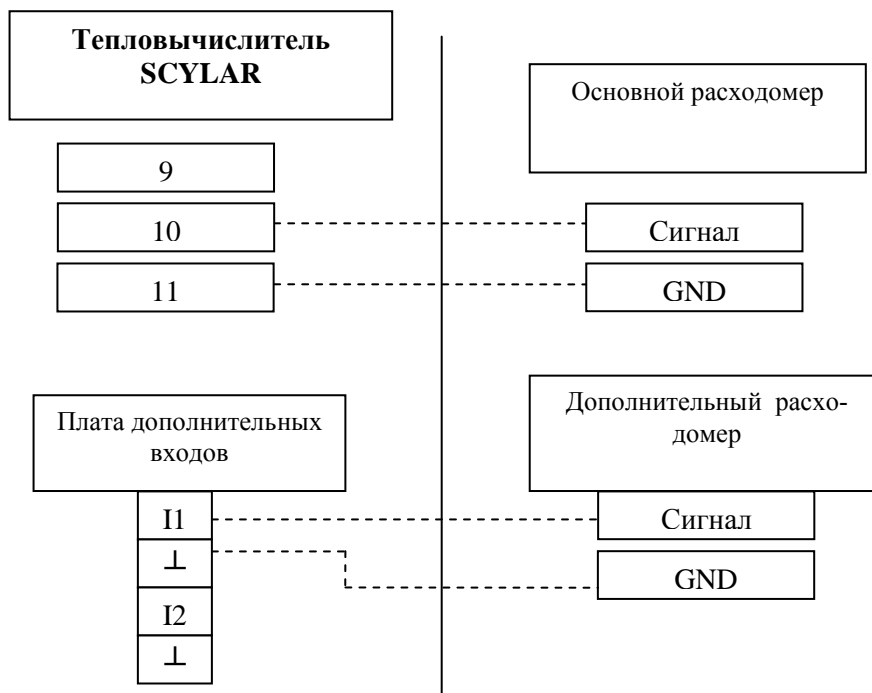 Тепловычислитель
SCYLAR
Основной расходомер
9
10
Сигнал
11
GND
Плата дополнительных
входов
Дополнительный расхо-
домер
I1
Сигнал
⊥
GND
I2
⊥